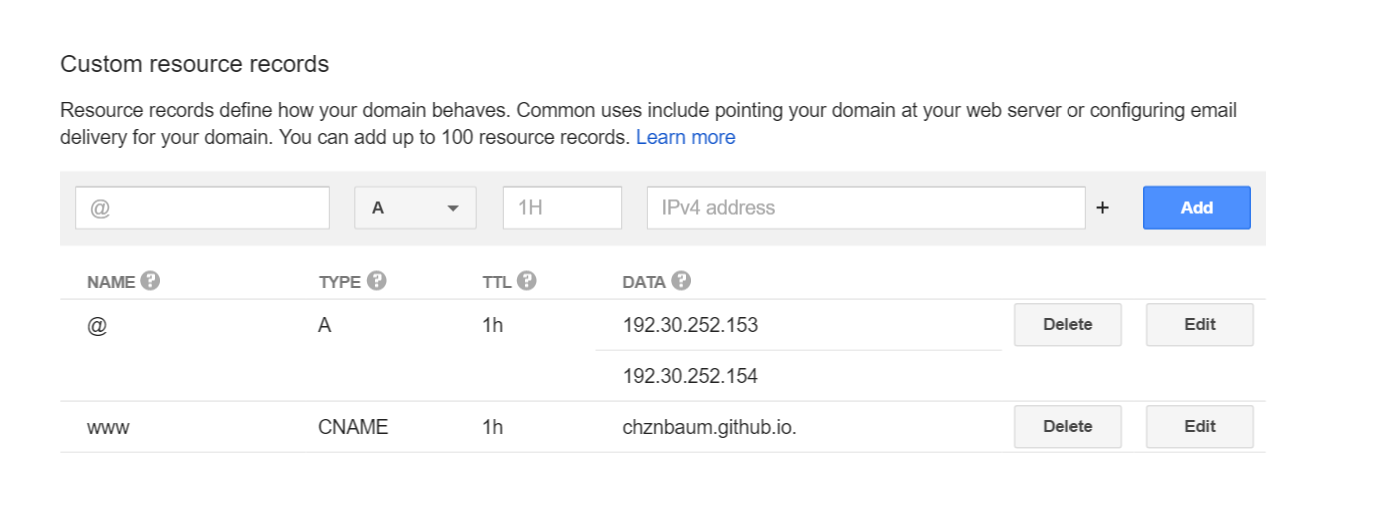 Custom resource records
Resource records define how your domain behaves. Common uses include pointing your domain at your web server or configuring email
delivery for your domain. You can add up to 100 resource records. Learn more
@ A 1H IPv4 address + Add
NAME ? TYPE ? TTL ? DATA ?
@ A 1h 192.30.252.153 Delete Edit
192.30.252.154
www CNAME 1h chznbaum.github.io. Delete Edit